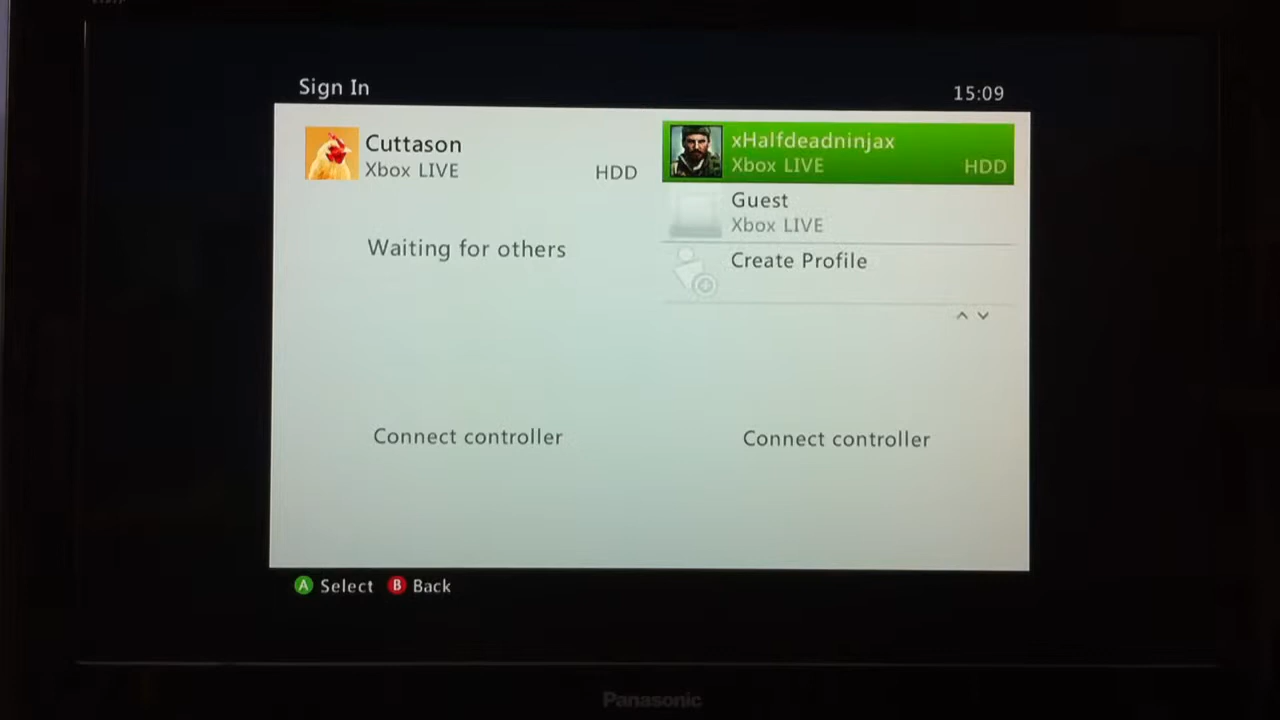 Sign In
15:09
Cuttason
Xbox LIVE
HDD
Waiting for others
xHalfdeadninjax
Xbox LIVE
HDD
Guest
Xbox LIVE
Create Profile
Connect controller
Connect controller
A Select B Back
Panasonic